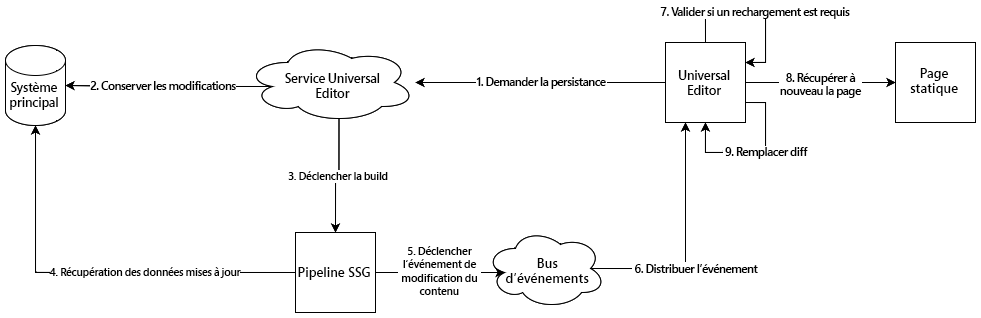 7. Valider si un rechargement est requis
Système
principal
2. Conserver les modifications
Service Universal
Editor
1. Demander la persistance
Universal
Editor
8. Récupérer à
nouveau la page
Page
statique
9. Remplacer diff
3. Déclencher la build
4. Récupération des données mises à jour
Pipeline SSG
5. Déclencher
l’événement de
modification du
contenu
Bus
d’événements
6. Distribuer l’événement